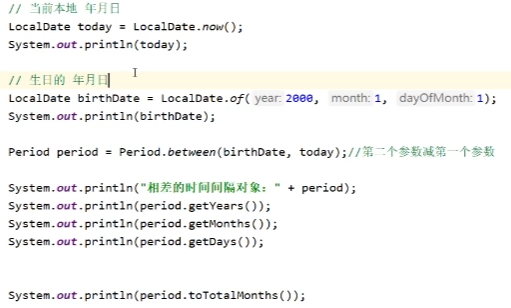 // 当前本地 年月日
LocalDate today = LocalDate.now();
System.out.println(today);
// 生日的 年月日
LocalDate birthDate = LocalDate.of( year: 2000, month: 1, dayOfMonth: 1);
System.out.println(birthDate);
Period period = Period.between(birthDate, today);//第二个参数减第一个参数
System.out.println("相差的时间间隔对象：" + period);
System.out.println(period.getYears());
System.out.println(period.getMonths());
System.out.println(period.getDays());
System.out.println(period.toTotalMonths());